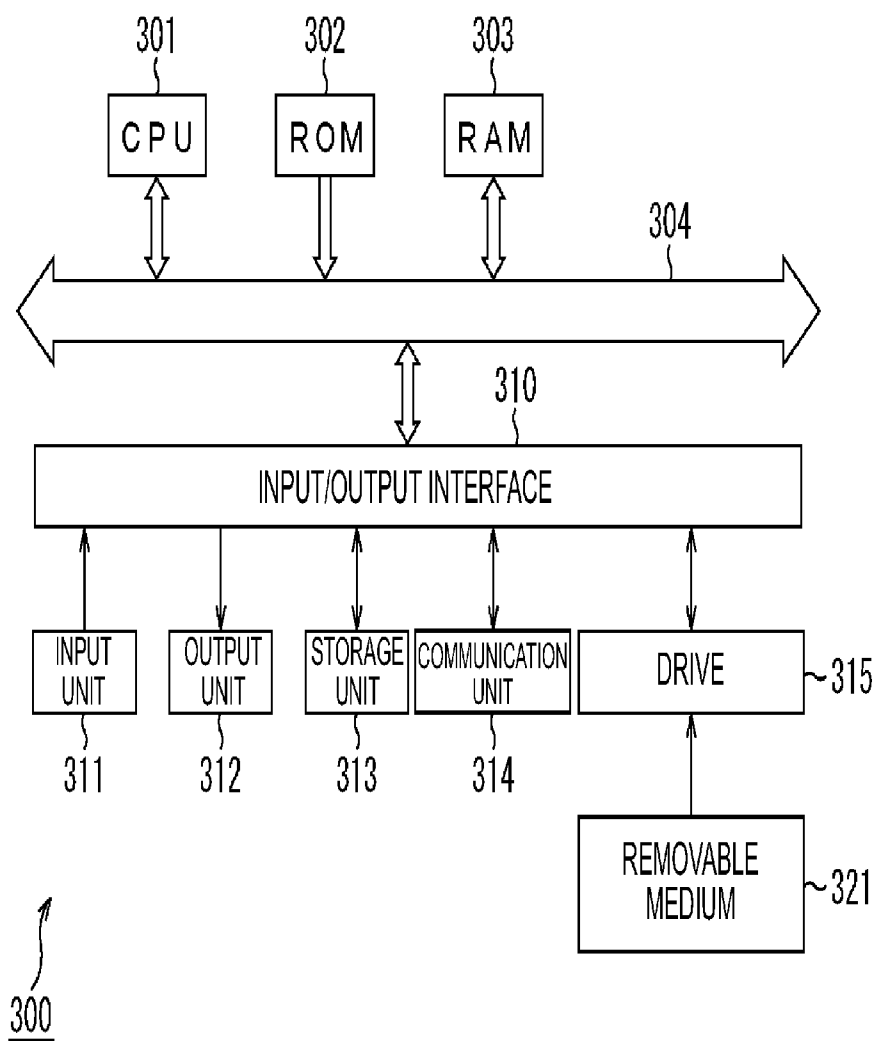 301
302
303
CPU
ROM
RAM
304
310
INPUT/OUTPUT INTERFACE
INPUT
UNIT
OUTPUT
UNIT
STORAGE
UNIT
COMMUNICATION
UNIT
DRIVE
315
311
312
313
314
REMOVABLE
MEDIUM
321
300